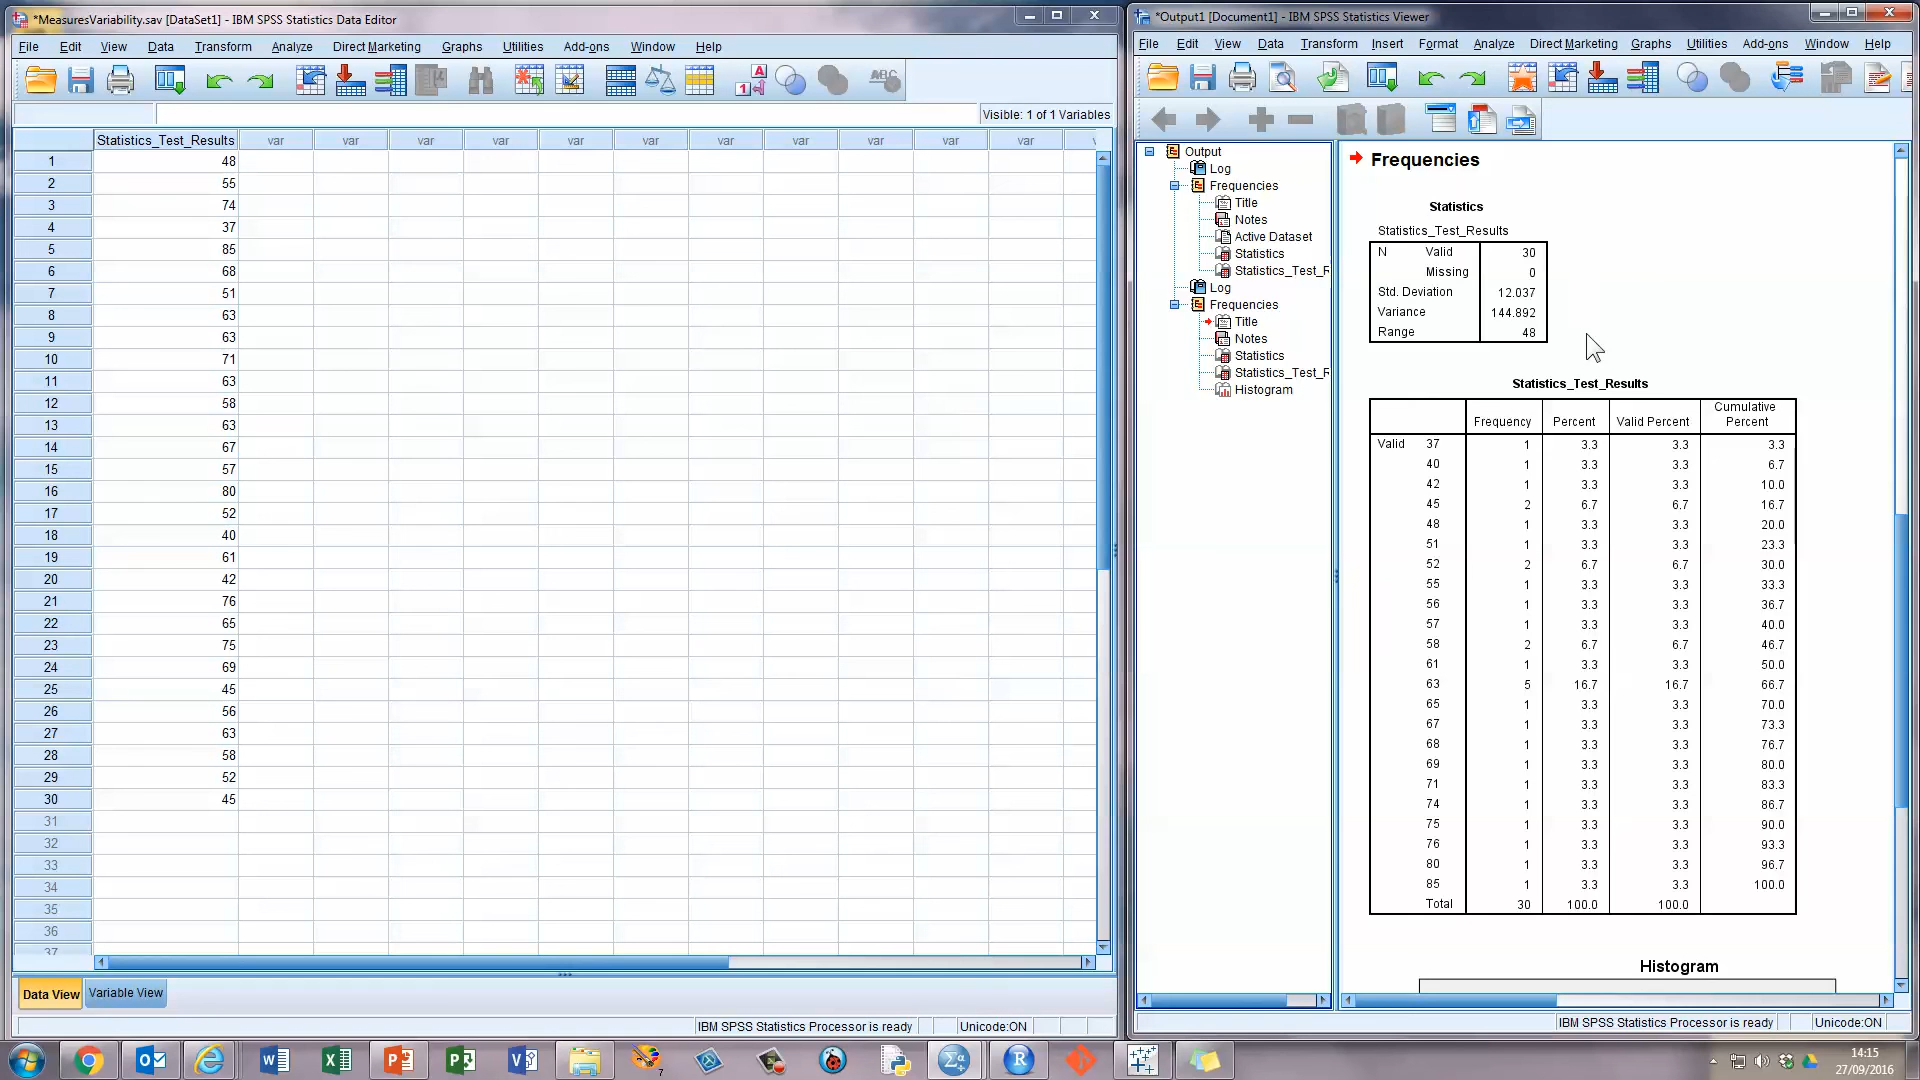 *MeasuresVariability.sav [DataSet1] - IBM SPSS Statistics Data Editor
File Edit View Data Transform Analyze Direct Marketing Graphs Utilities Add-ons Window Help
Visible: 1 of 1 Variables
Statistics_Test_Results var var var var var var var var var var var
1 48
2 55
3 74
4 37
5 85
6 68
7 51
8 63
9 63
10 71
11 63
12 58
13 63
14 67
15 57
16 80
17 52
18 40
19 61
20 42
21 76
22 65
23 75
24 69
25 45
26 56
27 63
28 58
29 52
30 45
31
32
33
34
35
36
37
Data View Variable View
IBM SPSS Statistics Processor is ready Unicode:ON
*Output1 [Document1] - IBM SPSS Statistics Viewer
File Edit View Data Transform Insert Format Analyze Direct Marketing Graphs Utilities Add-ons Window Help
Output
Log
Frequencies
Title
Notes
Active Dataset
Statistics
Statistics_Test_R
Log
Frequencies
Title
Notes
Statistics
Statistics_Test_R
Histogram
Frequencies
Statistics
Statistics_Test_Results
N Valid 30
Missing 0
Std. Deviation 12.037
Variance 144.892
Range 48
Statistics_Test_Results
Frequency Percent Valid Percent Cumulative Percent
Valid 37 1 3.3 3.3 3.3
40 1 3.3 3.3 6.7
42 1 3.3 3.3 10.0
45 2 6.7 6.7 16.7
48 1 3.3 3.3 20.0
51 1 3.3 3.3 23.3
52 2 6.7 6.7 30.0
55 1 3.3 3.3 33.3
56 1 3.3 3.3 36.7
57 1 3.3 3.3 40.0
58 2 6.7 6.7 46.7
61 1 3.3 3.3 50.0
63 5 16.7 16.7 66.7
65 1 3.3 3.3 70.0
67 1 3.3 3.3 73.3
68 1 3.3 3.3 76.7
69 1 3.3 3.3 80.0
71 1 3.3 3.3 83.3
74 1 3.3 3.3 86.7
75 1 3.3 3.3 90.0
76 1 3.3 3.3 93.3
80 1 3.3 3.3 96.7
85 1 3.3 3.3 100.0
Total 30 100.0 100.0
Histogram
IBM SPSS Statistics Processor is ready Unicode:ON
14:15
27/09/2016